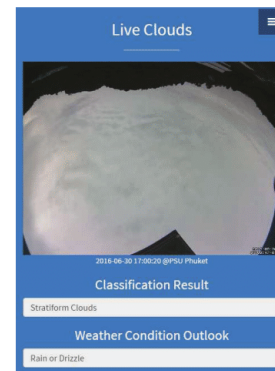 Live Clouds
2016-06-30 17:00:20 @PSU Phuket
Classification Result
Stratiform Clouds
Weather Condition Outlook
Rain or Drizzle